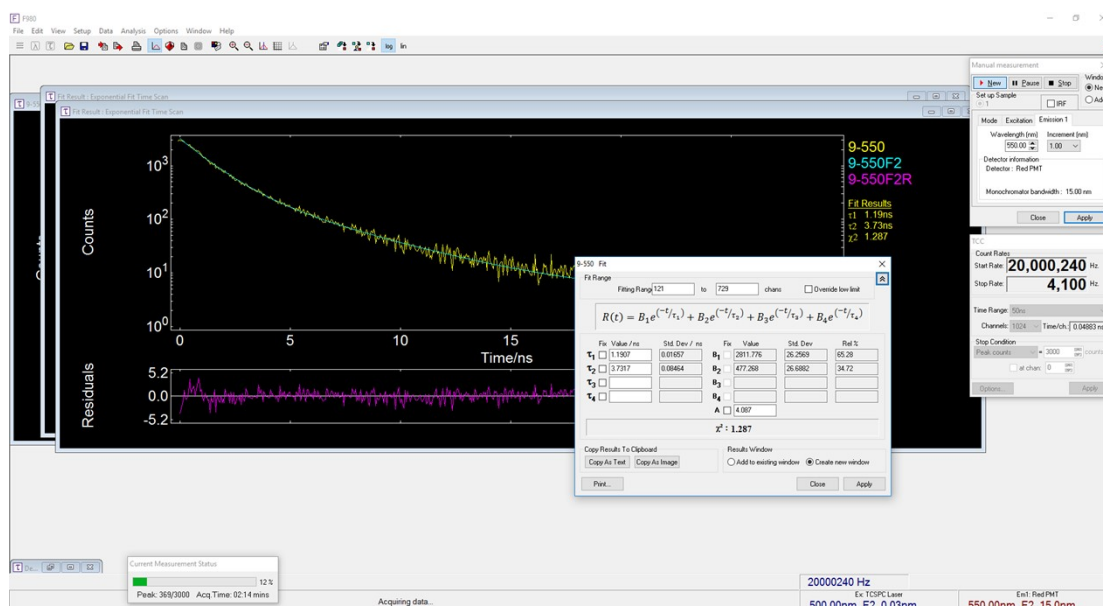 F980
File Edit View Setup Data Analysis Options Window Help
log lin
Fit Result : Exponential Fit Time Scan
Fit Result : Exponential Fit Time Scan
9-550
9-550F2
9-550F2R
Fit Results
τ1 1.19ns
τ2 3.73ns
χ2 1.287
Counts
10³
10²
10¹
10⁰
0 5 10 15
Time/ns
Residuals
5.2
0.0
-5.2
9-550 Fit
Fit Range
Fitting Rang 121 to 729 chans Override low limit
R(t) = B₁e^(-t/τ₁) + B₂e^(-t/τ₂) + B₃e^(-t/τ₃) + B₄e^(-t/τ₄)
Fix Value / ns Std. Dev / ns Fix Value Std. Dev Rel %
τ₁ 1.1907 0.01657 B₁ 2811.776 26.2569 65.28
τ₂ 3.7317 0.08464 B₂ 477.268 26.6882 34.72
τ₃ B₃
τ₄ B₄
A 4.087
χ² : 1.287
Copy Results To Clipboard
Copy As Text Copy As Image
Results Window
Add to existing window Create new window
Print... Close Apply
Manual measurement
New Pause Stop
Set up Sample
1 IRF
Mode Excitation Emission 1
Wavelength (nm) Increment (nm)
550.00 1.00
Detector information
Detector : Red PMT
Monochromator bandwidth : 15.00 nm
Close Apply
TCC
Count Rates
Start Rate: 20,000,240 Hz.
Stop Rate: 4,100 Hz.
Time Range: 50ns
Channels: 1024 Time/ch.: 0.04883 ns
Stop Condition
Peak counts = 3000 counts
at chan: 0
Options... Apply
Current Measurement Status
12 %
Peak: 369/3000 Acq.Time: 02:14 mins
Acquiring data...
20000240 Hz
Ex: TCSPC Laser
500.00nm, F2, 0.03nm
Em1: Red PMT
550.00nm, F2, 15.0nm